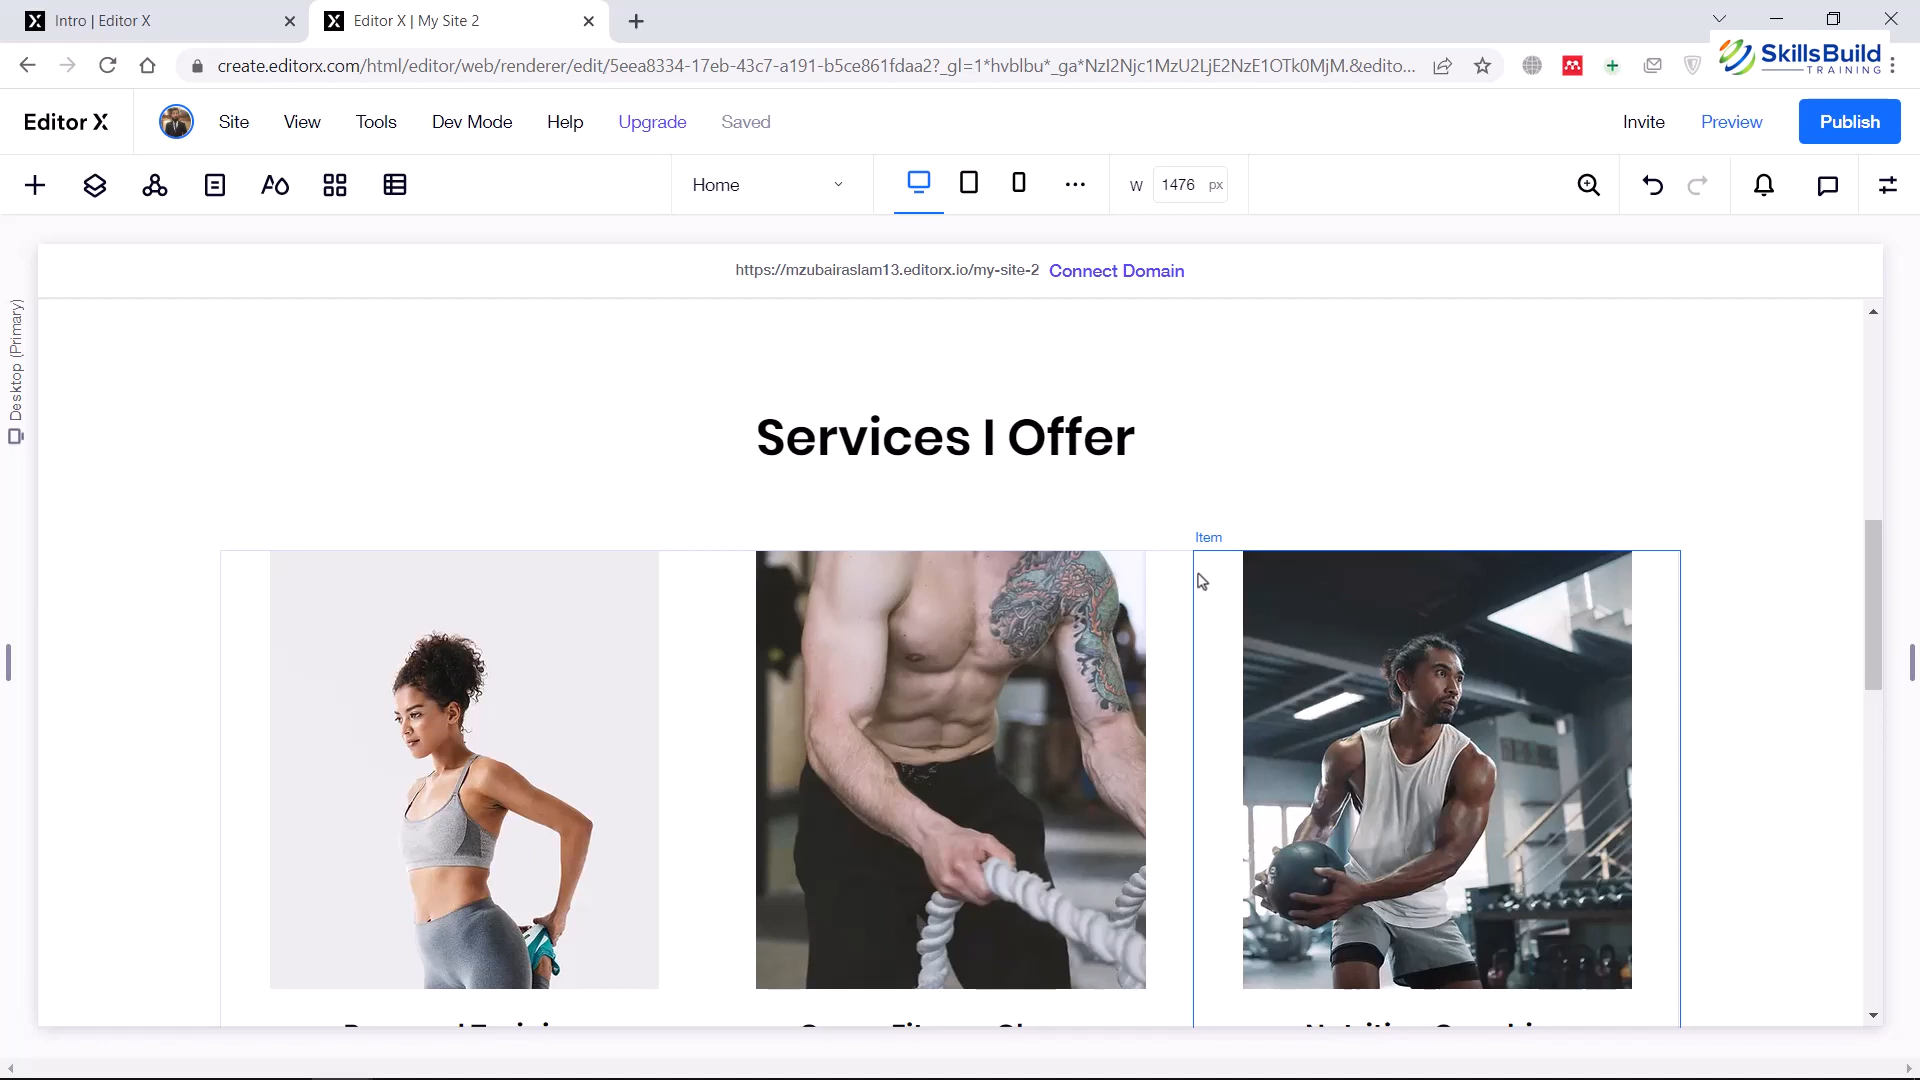 Intro | Editor X
Editor X | My Site 2
create.editorx.com/html/editor/web/renderer/edit/5eea8334-17eb-43c7-a191-b5ce861fdaa2?_gl=1*hvblbu*_ga*NzI2Njc1MzU2LjE2NzE1OTk0MjM.&edito...
SkillsBuild
TRAINING
Editor X
Site
View
Tools
Dev Mode
Help
Upgrade
Saved
Invite
Preview
Publish
Home
W
1476 px
https://mzubairaslam13.editorx.io/my-site-2 Connect Domain
Desktop (Primary)
Services I Offer
Item